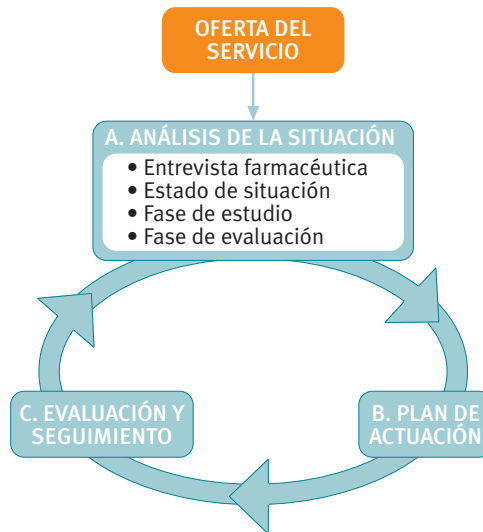 OFERTA DEL
SERVICIO
A. ANÁLISIS DE LA SITUACIÓN
• Entrevista farmacéutica
• Estado de situación
• Fase de estudio
• Fase de evaluación
C. EVALUACIÓN Y
SEGUIMIENTO
B. PLAN DE
ACTUACIÓN